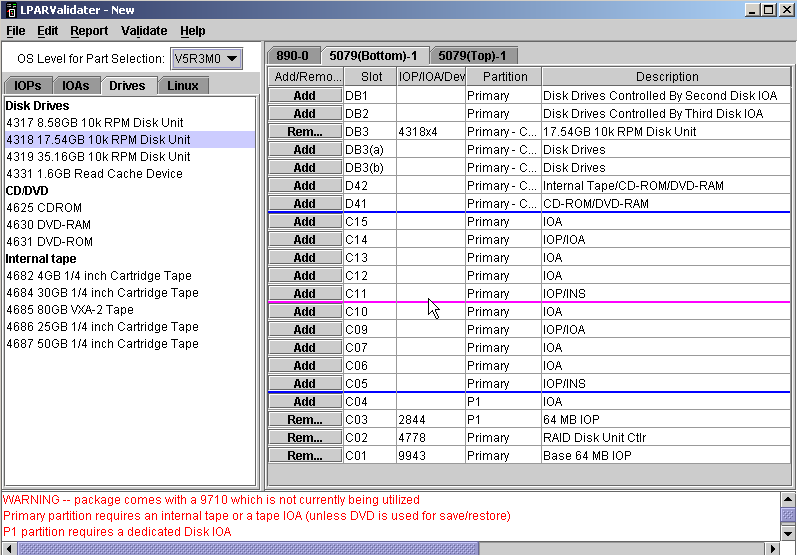 LPARValidater - New
File Edit Report Validate Help
OS Level for Part Selection: V5R3M0
IOPs IOAs Drives Linux
Disk Drives
4317 8.58GB 10k RPM Disk Unit
4318 17.54GB 10k RPM Disk Unit
4319 35.16GB 10k RPM Disk Unit
4331 1.6GB Read Cache Device
CD/DVD
4625 CDROM
4630 DVD-RAM
4631 DVD-ROM
Internal tape
4682 4GB 1/4 inch Cartridge Tape
4684 30GB 1/4 inch Cartridge Tape
4685 80GB VXA-2 Tape
4686 25GB 1/4 inch Cartridge Tape
4687 50GB 1/4 inch Cartridge Tape
890-0 5079(Bottom)-1 5079(Top)-1
Add/Remo... Slot IOP/IOA/Dev Partition Description
Add DB1 Primary Disk Drives Controlled By Second Disk IOA
Add DB2 Primary Disk Drives Controlled By Third Disk IOA
Rem... DB3 4318x4 Primary - C... 17.54GB 10k RPM Disk Unit
Add DB3(a) Primary - C... Disk Drives
Add DB3(b) Primary - C... Disk Drives
Add D42 Primary - C... Internal Tape/CD-ROM/DVD-RAM
Add D41 Primary - C... CD-ROM/DVD-RAM
Add C15 Primary IOA
Add C14 Primary IOP/IOA
Add C13 Primary IOA
Add C12 Primary IOA
Add C11 Primary IOP/INS
Add C10 Primary IOA
Add C09 Primary IOP/IOA
Add C07 Primary IOA
Add C06 Primary IOA
Add C05 Primary IOP/INS
Add C04 P1 IOA
Rem... C03 2844 P1 64 MB IOP
Rem... C02 4778 Primary RAID Disk Unit Ctlr
Rem... C01 9943 Primary Base 64 MB IOP
WARNING -- package comes with a 9710 which is not currently being utilized
Primary partition requires an internal tape or a tape IOA (unless DVD is used for save/restore)
P1 partition requires a dedicated Disk IOA